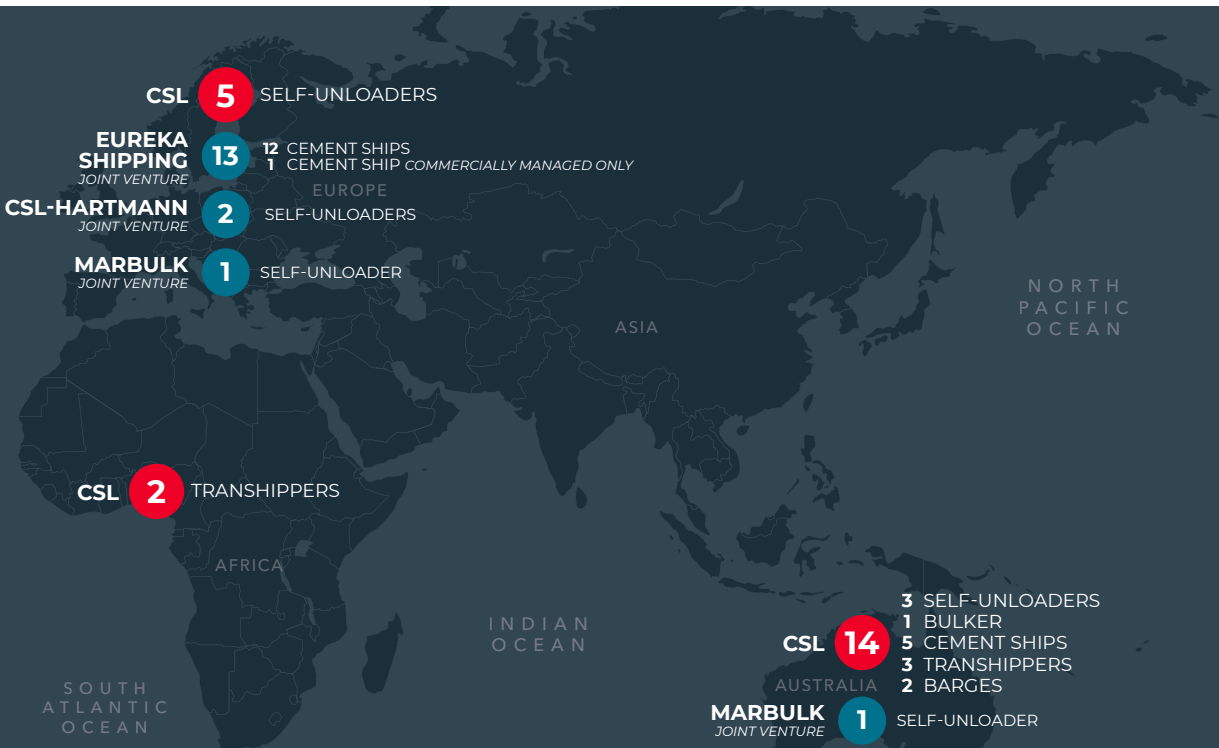 CSL 5 SELF-UNLOADERS
EUREKA
SHIPPING
JOINT VENTURE
13
12 CEMENT SHIPS
1 CEMENT SHIP COMMERCIALLY MANAGED ONLY
EUROPE
CSL-HARTMANN
JOINT VENTURE
2 SELF-UNLOADERS
MARBULK
JOINT VENTURE
1 SELF-UNLOADER
NORTH
PACIFIC
OCEAN
ASIA
CSL 2 TRANSHIPPERS
AFRICA
INDIAN
OCEAN
SOUTH
ATLANTIC
OCEAN
CSL 14
3 SELF-UNLOADERS
1 BULKER
5 CEMENT SHIPS
3 TRANSHIPPERS
2 BARGES
AUSTRALIA
MARBULK
JOINT VENTURE
1 SELF-UNLOADER